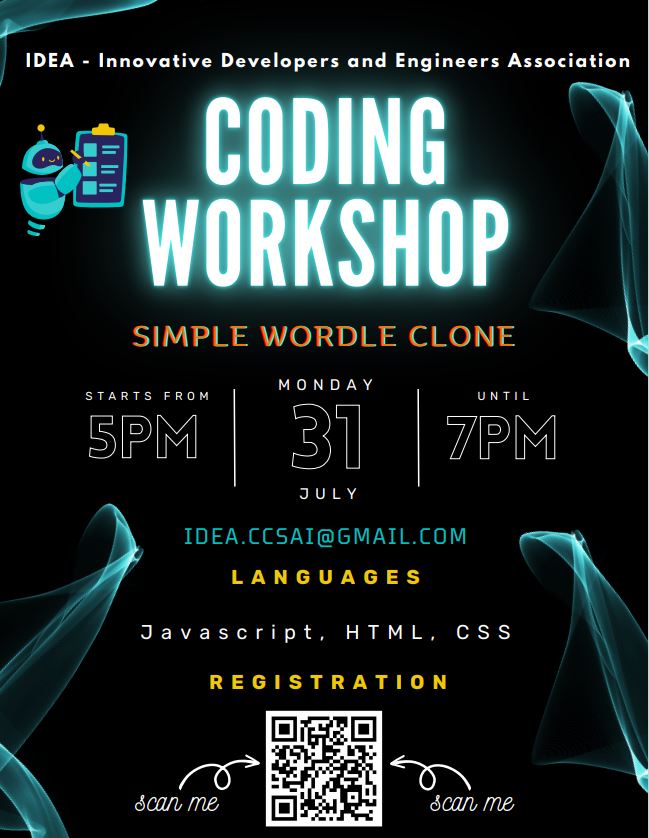 IDEA - Innovative Developers and Engineers Association
CODING
WORKSHOP
SIMPLE WORDLE CLONE
STARTS FROM
5PM
MONDAY
31
JULY
UNTIL
7PM
IDEA.CCSAI@GMAIL.COM
LANGUAGES
Javascript, HTML, CSS
REGISTRATION
scan me
scan me